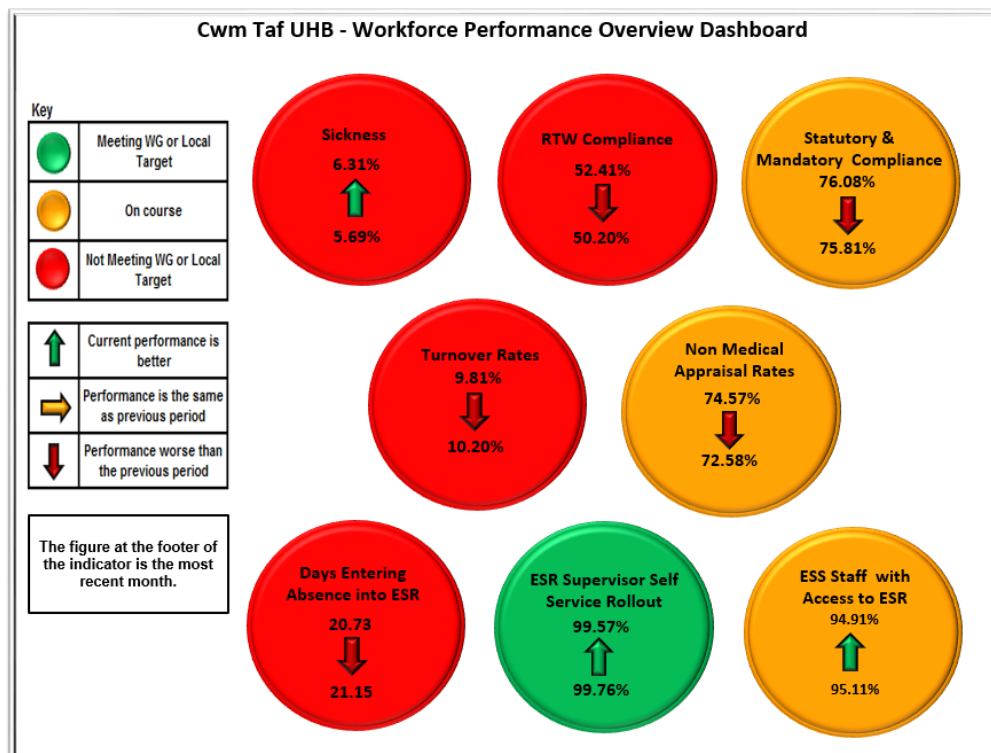 Cwm Taf UHB - Workforce Performance Overview Dashboard
Key
Meeting WG or Local
Target
On course
Not Meeting WG or Local
Target
Current performance is
better
Performance is the same
as previous period
Performance worse than
the previous period
The figure at the footer of
the indicator is the most
recent month.
Sickness
6.31%
5.69%
RTW Compliance
52.41%
50.20%
Statutory &
Mandatory Compliance
76.08%
75.81%
Turnover Rates
9.81%
10.20%
Non Medical
Appraisal Rates
74.57%
72.58%
Days Entering
Absence into ESR
20.73
21.15
ESR Supervisor Self
Service Rollout
99.57%
99.76%
ESS Staff with
Access to ESR
94.91%
95.11%